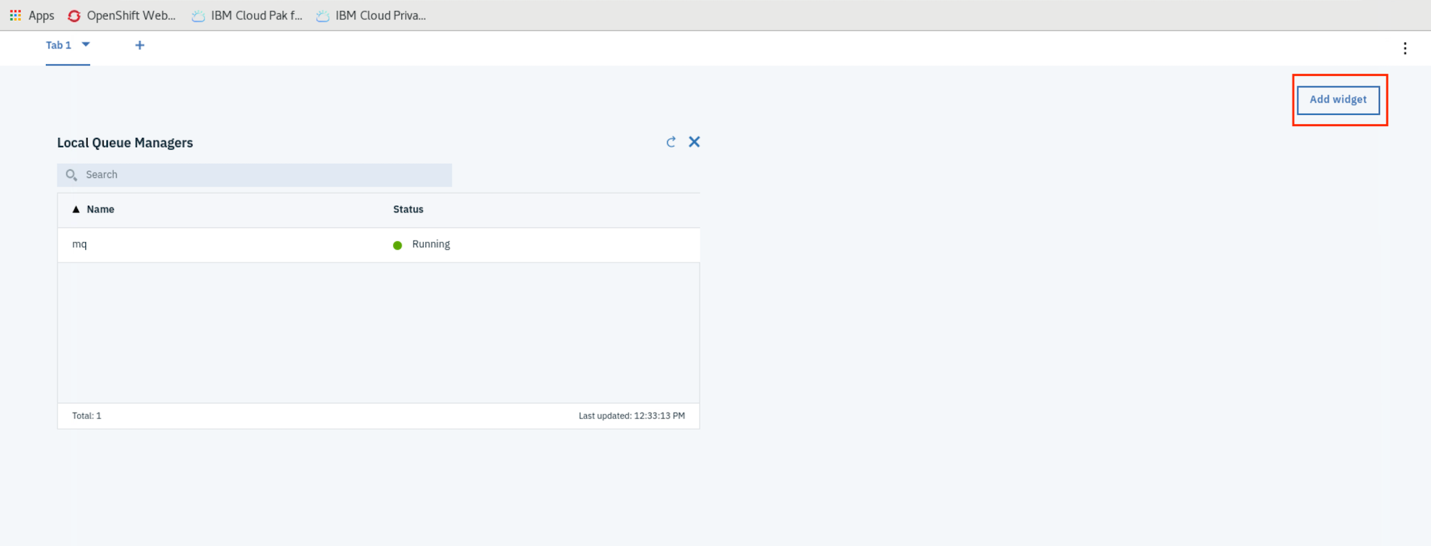 Apps OpenShift Web... IBM Cloud Pak f... IBM Cloud Priva...
Tab 1 +
Add widget
Local Queue Managers
Search
Name Status
mq Running
Total: 1 Last updated: 12:33:13 PM